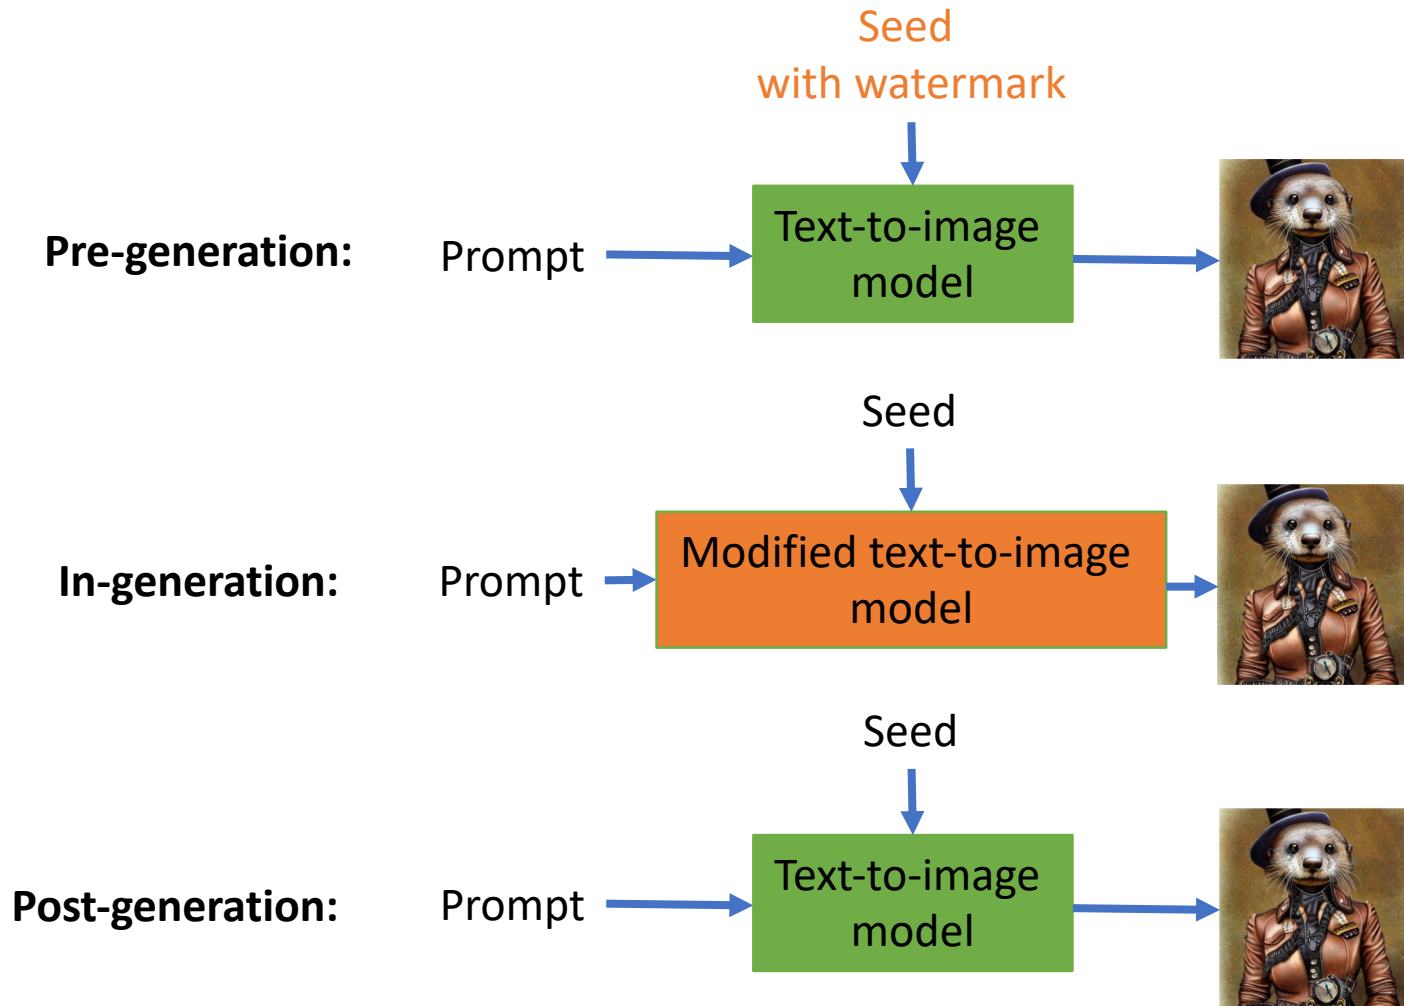 Seed
with watermark
Pre-generation:
Prompt
Text-to-image
model
Seed
In-generation:
Prompt
Modified text-to-image
model
Seed
Post-generation:
Prompt
Text-to-image
model